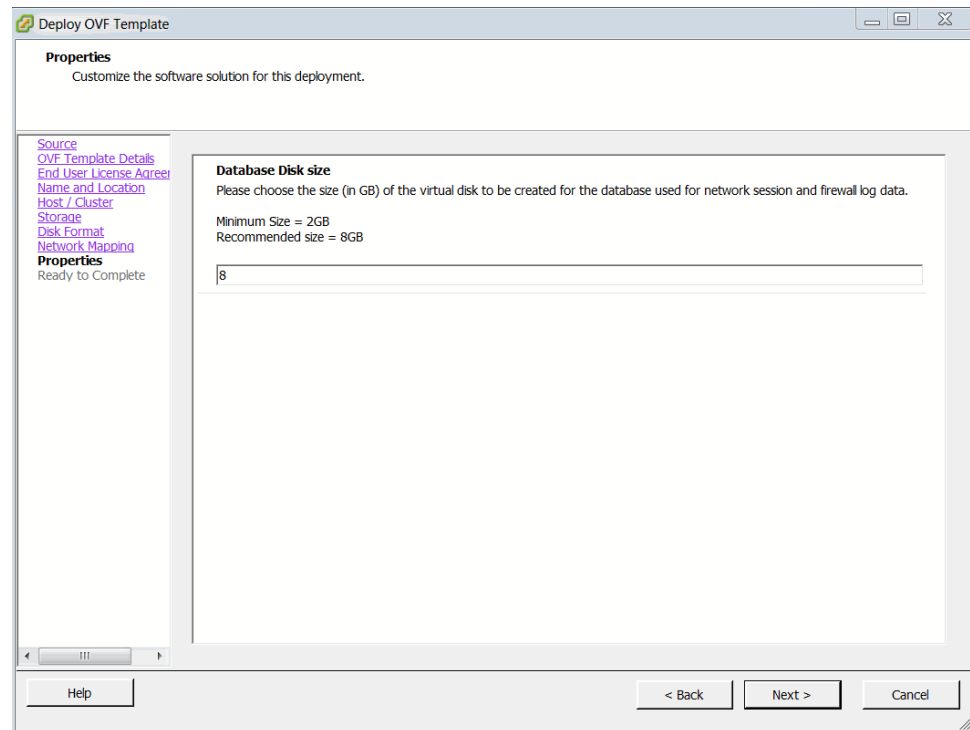 Deploy OVF Template
Properties
Customize the software solution for this deployment.
Source
OVF Template Details
End User License Agreer
Name and Location
Host / Cluster
Storage
Disk Format
Network Mapping
Properties
Ready to Complete
Database Disk size
Please choose the size (in GB) of the virtual disk to be created for the database used for network session and firewall log data.
Minimum Size = 2GB
Recommended size = 8GB
8
Help
< Back
Next >
Cancel